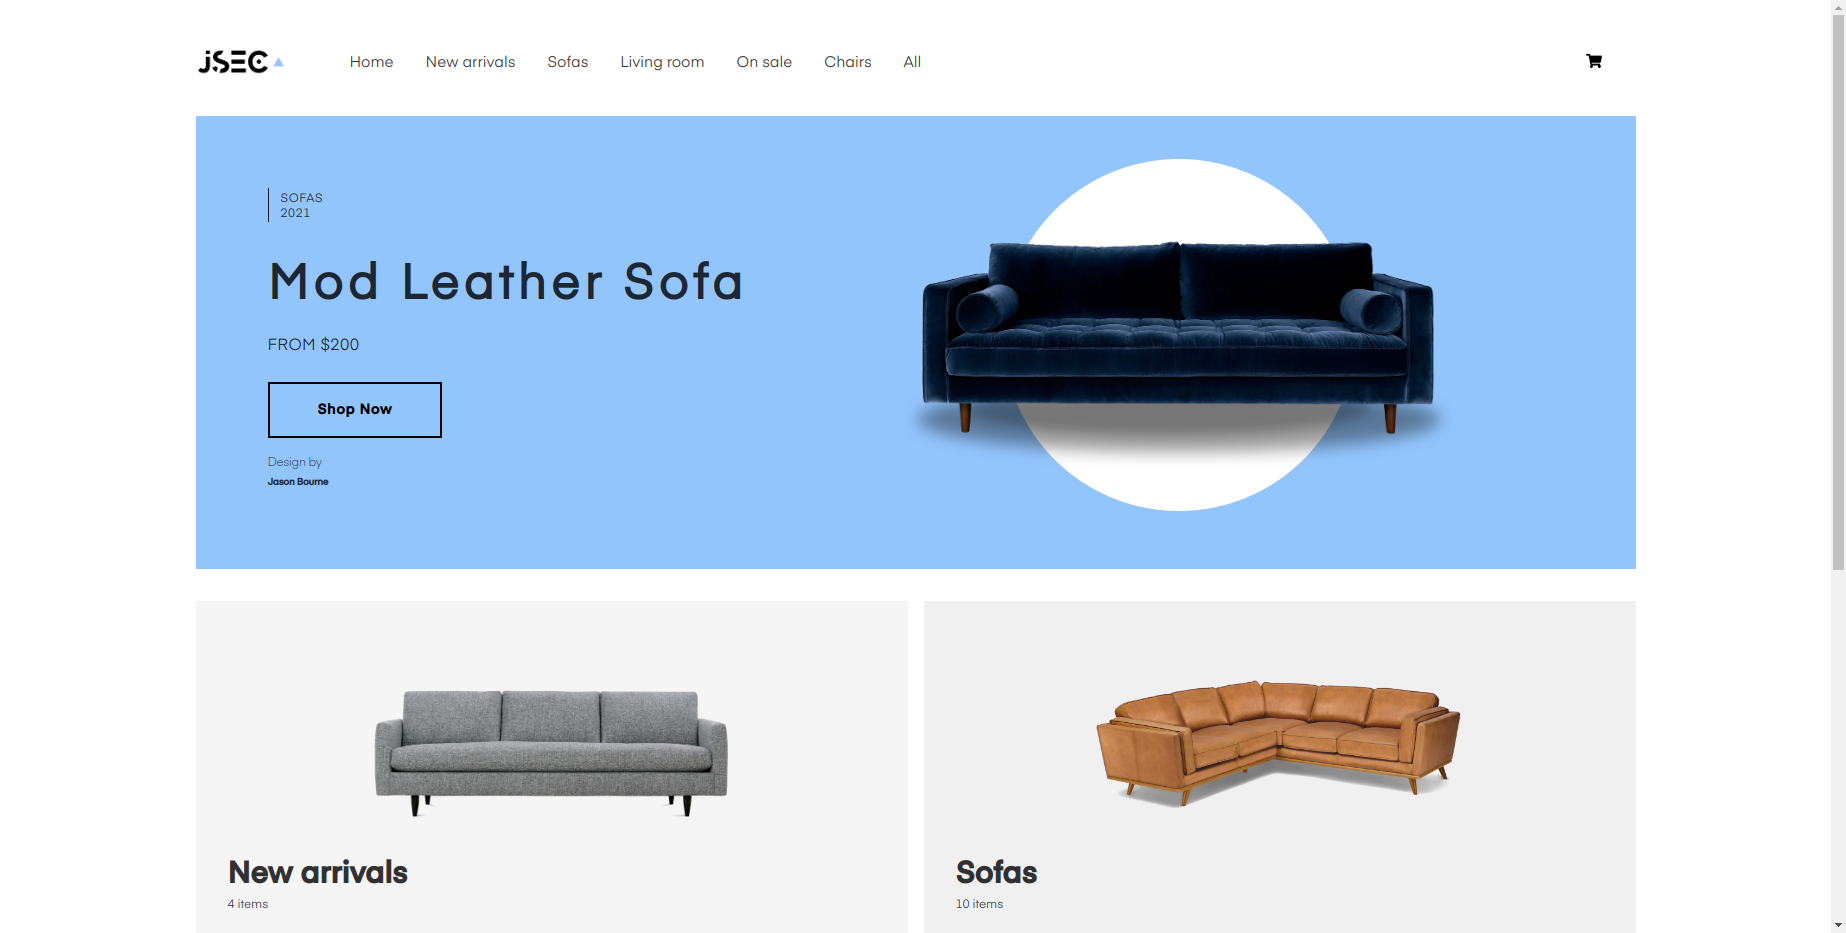 jSEC
Home
New arrivals
Sofas
Living room
On sale
Chairs
All
SOFAS
2021
Mod Leather Sofa
FROM $200
Shop Now
Design by
Jason Bourne
New arrivals
4 items
Sofas
10 items